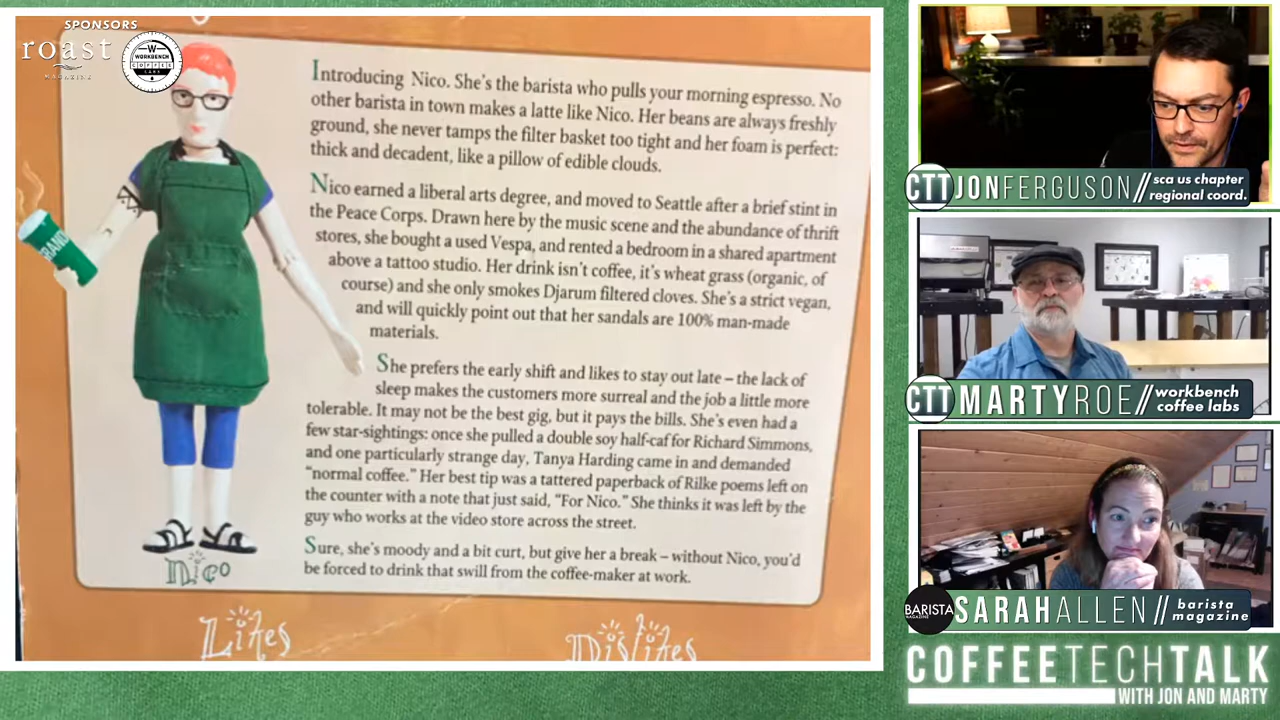 SPONSORS
roast
MAGAZINE
W
WORKBENCH
COFFEE
LABS
Introducing Nico. She's the barista who pulls your morning espresso. No
other barista in town makes a latte like Nico. Her beans are always freshly
ground, she never tamps the filter basket too tight and her foam is perfect:
thick and decadent, like a pillow of edible clouds.
Nico earned a liberal arts degree, and moved to Seattle after a brief stint in
the Peace Corps. Drawn here by the music scene and the abundance of thrift
stores, she bought a used Vespa, and rented a bedroom in a shared apartment
above a tattoo studio. Her drink isn't coffee, it's wheat grass (organic, of
course) and she only smokes Djarum filtered cloves. She's a strict vegan,
and will quickly point out that her sandals are 100% man-made
materials.
She prefers the early shift and likes to stay out late – the lack of
sleep makes the customers more surreal and the job a little more
tolerable. It may not be the best gig, but it pays the bills. She's even had a
few star-sightings: once she pulled a double soy half-caf for Richard Simmons,
and one particularly strange day, Tanya Harding came in and demanded
"normal coffee." Her best tip was a tattered paperback of Rilke poems left on
the counter with a note that just said, "For Nico." She thinks it was left by the
guy who works at the video store across the street.
Sure, she's moody and a bit curt, but give her a break – without Nico, you'd
be forced to drink that swill from the coffee-maker at work.
GRAND
Nico
Likes
Dislikes
CTT JON FERGUSON // sca us chapter
regional coord.
CTT MARTY ROE // workbench
coffee labs
BARISTA
MAGAZINE
SARAH ALLEN // barista
magazine
COFFEE TECH TALK
WITH JON AND MARTY